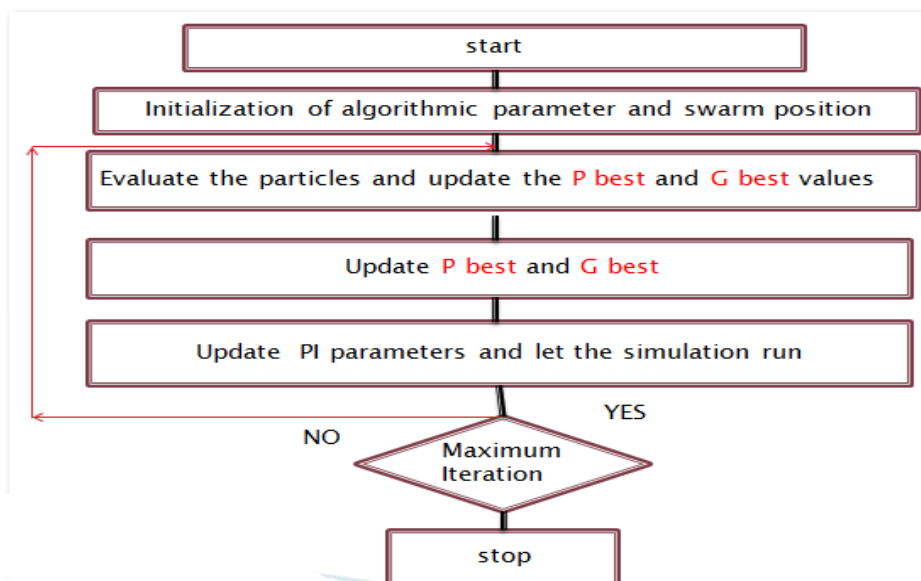 start
Initialization of algorithmic parameter and swarm position
Evaluate the particles and update the P best and G best values
Update P best and G best
Update PI parameters and let the simulation run
YES
NO
Maximum
Iteration
stop